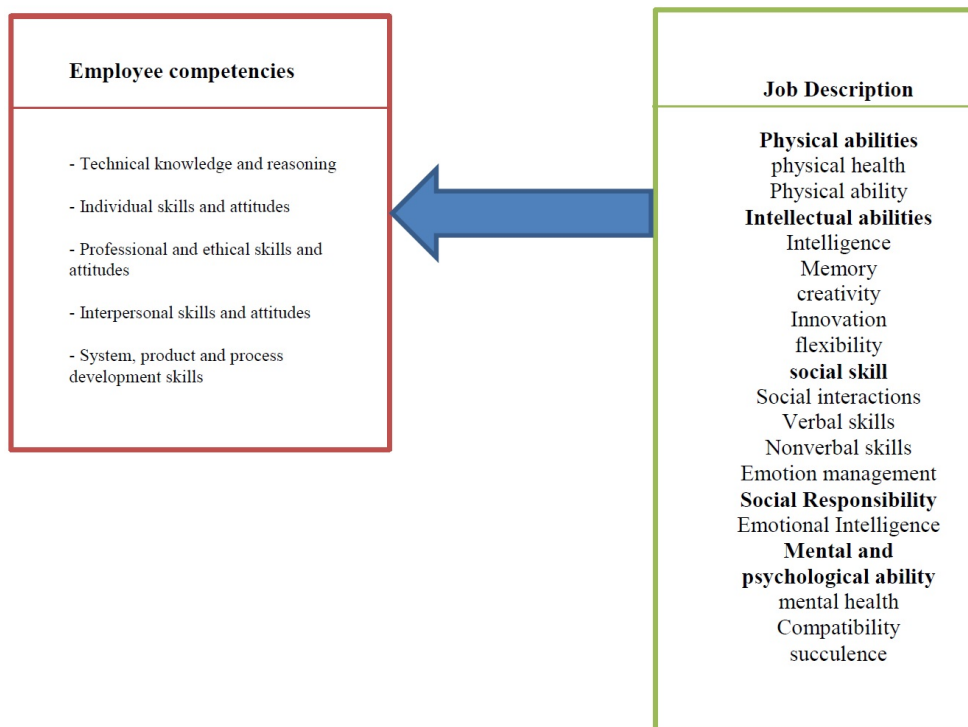 Employee competencies
- Technical knowledge and reasoning
- Individual skills and attitudes
- Professional and ethical skills and
attitudes
- Interpersonal skills and attitudes
- System, product and process
development skills
Job Description
Physical abilities
physical health
Physical ability
Intellectual abilities
Intelligence
Memory
creativity
Innovation
flexibility
social skill
Social interactions
Verbal skills
Nonverbal skills
Emotion management
Social Responsibility
Emotional Intelligence
Mental and
psychological ability
mental health
Compatibility
succulence